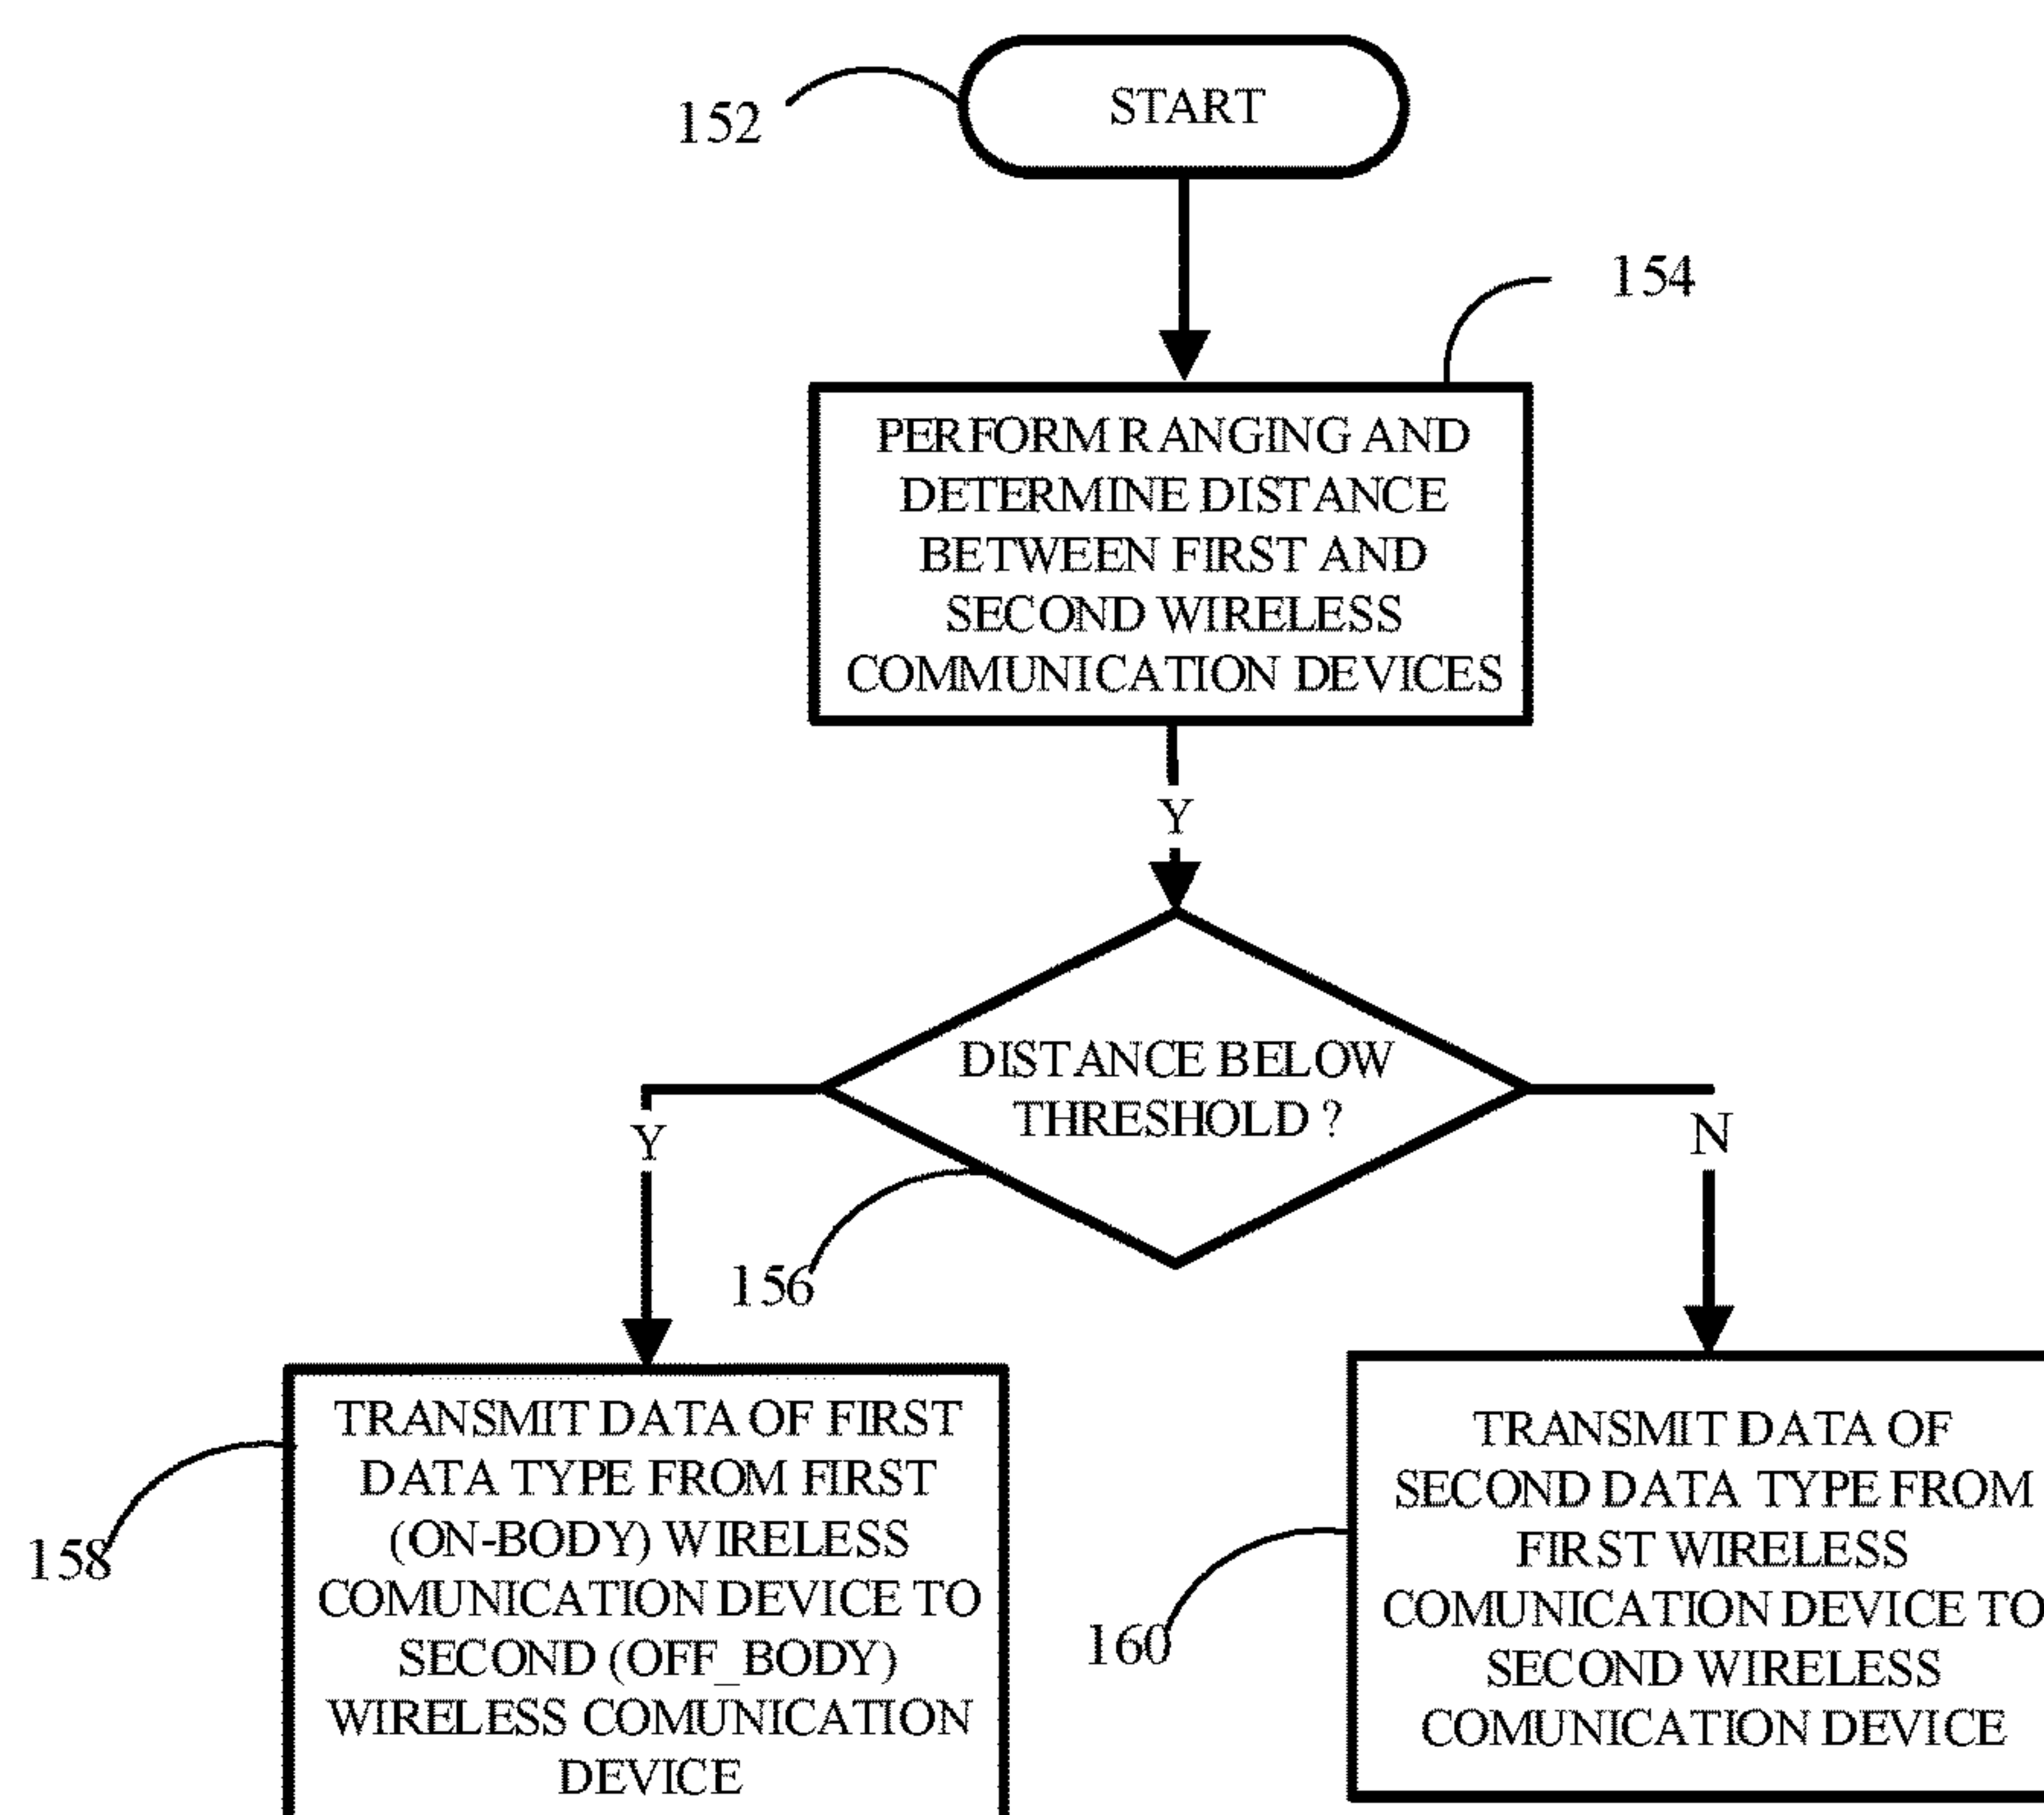 START
152
154
PERFORM RANGING AND
DETERMINE DISTANCE
BETWEEN FIRST AND
SECOND WIRELESS
COMMUNICATION DEVICES
Y
DISTANCE BELOW
THRESHOLD ?
Y
N
156
TRANSMIT DATA OF FIRST
DATA TYPE FROM FIRST
(ON-BODY) WIRELESS
COMUNICATION DEVICE TO
SECOND (OFF_BODY)
WIRELESS COMUNICATION
DEVICE
158
TRANSMIT DATA OF
SECOND DATA TYPE FROM
FIRST WIRELESS
COMUNICATION DEVICE TO
SECOND WIRELESS
COMUNICATION DEVICE
160